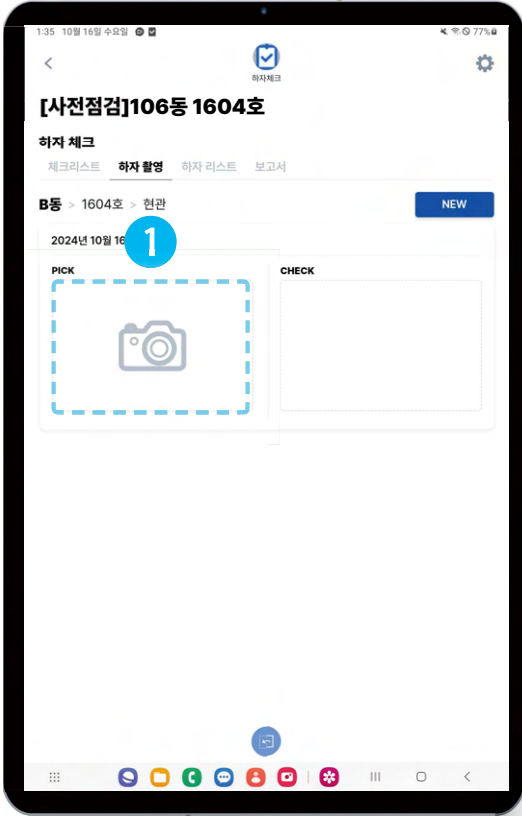 1:35 10월 16일 수요일
77%
하자체크
[사전점검]106동 1604호
하자 체크
체크리스트 하자 촬영 하자 리스트 보고서
B동 > 1604호 > 현관
NEW
2024년 10월 16
1
PICK
CHECK